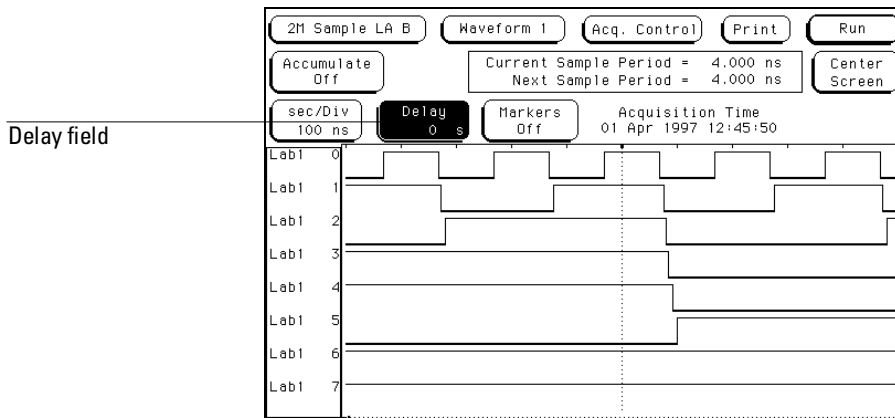 2M Sample LA B Waveform 1 Acq. Control Print Run
Accumulate
Off
Current Sample Period = 4.000 ns
Next Sample Period = 4.000 ns
Center
Screen
sec/Div
100 ns
Delay
0 s
Markers
Off
Acquisition Time
01 Apr 1997 12:45:50
Delay field
Lab1 0
Lab1 1
Lab1 2
Lab1 3
Lab1 4
Lab1 5
Lab1 6
Lab1 7